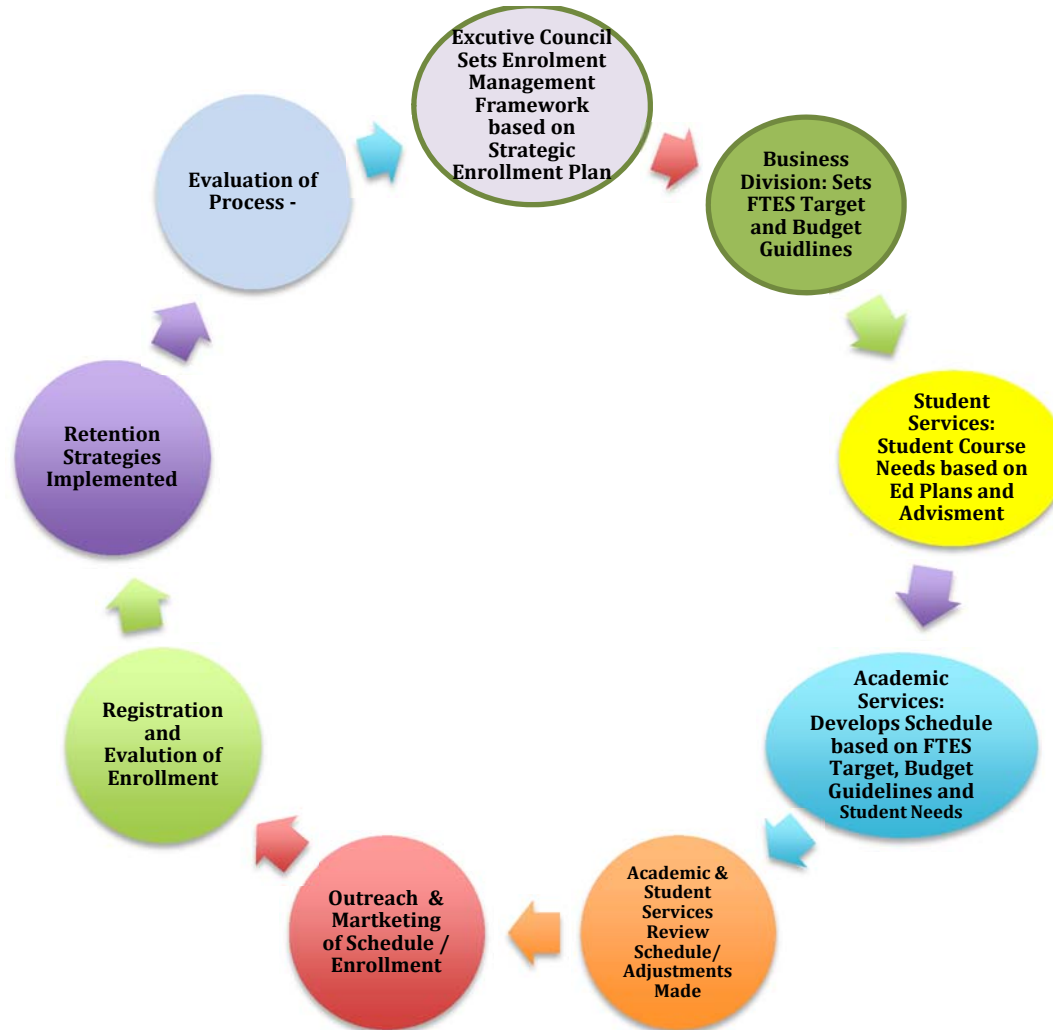 Excutive Council
Sets Enrolment
Management
Framework
based on
Strategic
Enrollment Plan
Business
Division: Sets
FTES Target
and Budget
Guidlines
Student
Services:
Student Course
Needs based on
Ed Plans and
Advisment
Academic
Services:
Develops Schedule
based on FTES
Target, Budget
Guidelines and
Student Needs
Academic &
Student
Services
Review
Schedule/
Adjustments
Made
Outreach &
Martketing
of Schedule /
Enrollment
Registration
and
Evalution of
Enrollment
Retention
Strategies
Implemented
Evaluation of
Process -